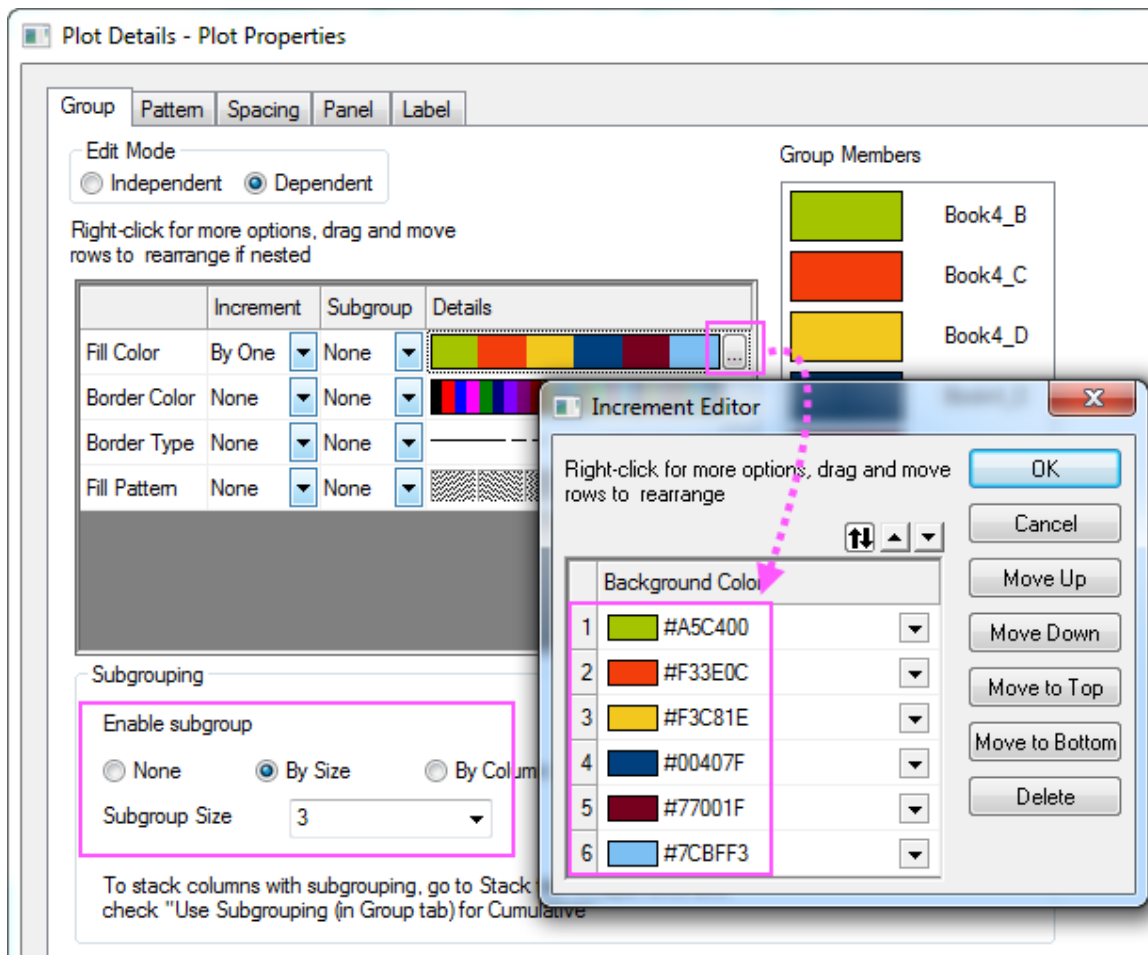 Plot Details - Plot Properties
Group Pattern Spacing Panel Label
Edit Mode
Independent Dependent
Right-click for more options, drag and move
rows to rearrange if nested
Increment Subgroup Details
Fill Color By One None ...
Border Color None None
Border Type None None
Fill Pattern None None
Group Members
Book4_B
Book4_C
Book4_D
Increment Editor
X
Right-click for more options, drag and move
rows to rearrange
Background Color
1 #A5C400
2 #F33E0C
3 #F3C81E
4 #00407F
5 #77001F
6 #7CBFF3
OK
Cancel
Move Up
Move Down
Move to Top
Move to Bottom
Delete
Subgrouping
Enable subgroup
None By Size By Colum
Subgroup Size 3
To stack columns with subgrouping, go to Stack
check "Use Subgrouping (in Group tab) for Cumulative